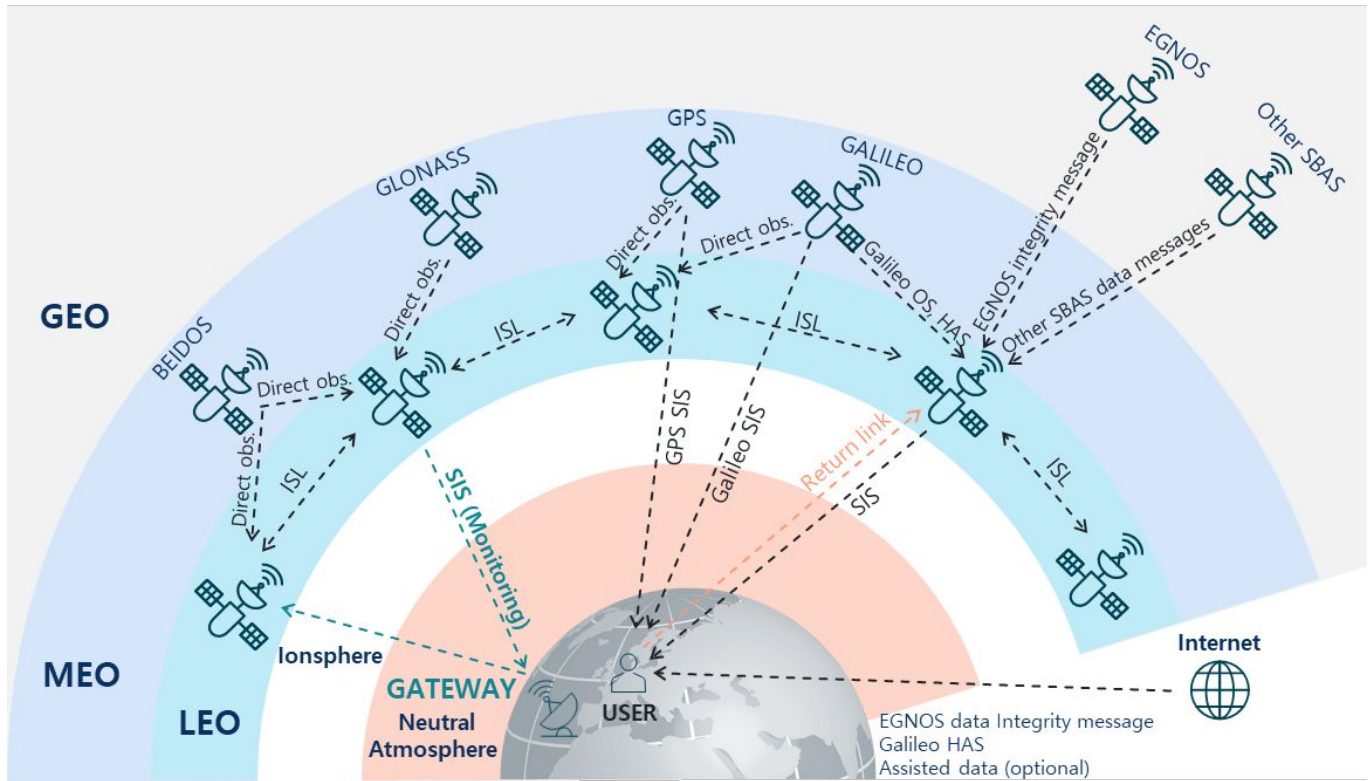 EGNOS
Other SBAS
GPS
GALILEO
GLONASS
EGNOS integrity message
Direct obs.
Direct obs.
Galileo OS, HAS
Other SBAS data messages
Direct obs.
GEO
ISL
ISL
BEIDOS
Direct obs.
Direct obs.
ISL
GPS SIS
Galileo SIS
Return link
SIS
ISL
SIS (Monitoring)
Ionsphere
Internet
MEO
GATEWAY
LEO
Neutral
Atmosphere
USER
EGNOS data Integrity message
Galileo HAS
Assisted data (optional)